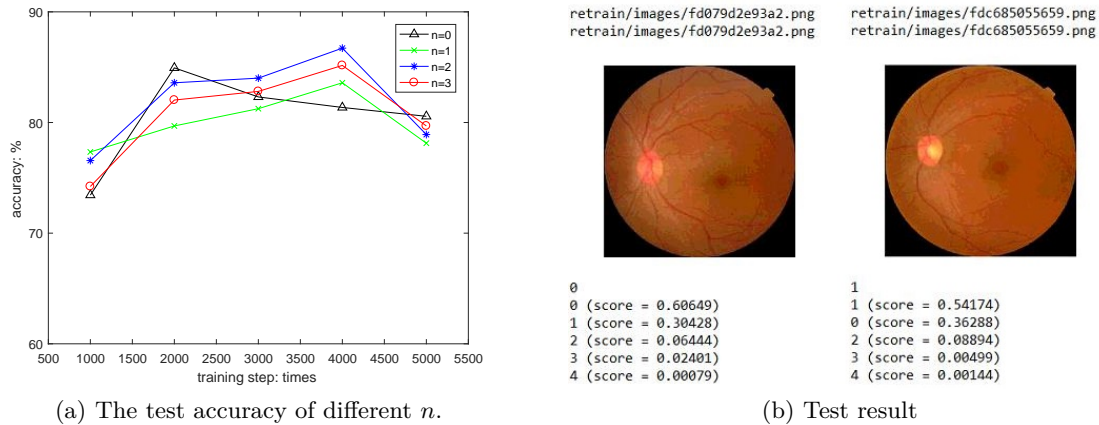 90
80
70
60
accuracy: %
500 1000 1500 2000 2500 3000 3500 4000 4500 5000 5500
training step: times
n=0
n=1
n=2
n=3
(a) The test accuracy of different n.
retrain/images/fd079d2e93a2.png
retrain/images/fd079d2e93a2.png
0
0 (score = 0.60649)
1 (score = 0.30428)
2 (score = 0.06444)
3 (score = 0.02401)
4 (score = 0.00079)
retrain/images/fdc685055659.png
retrain/images/fdc685055659.png
1
1 (score = 0.54174)
0 (score = 0.36288)
2 (score = 0.08894)
3 (score = 0.00499)
4 (score = 0.00144)
(b) Test result